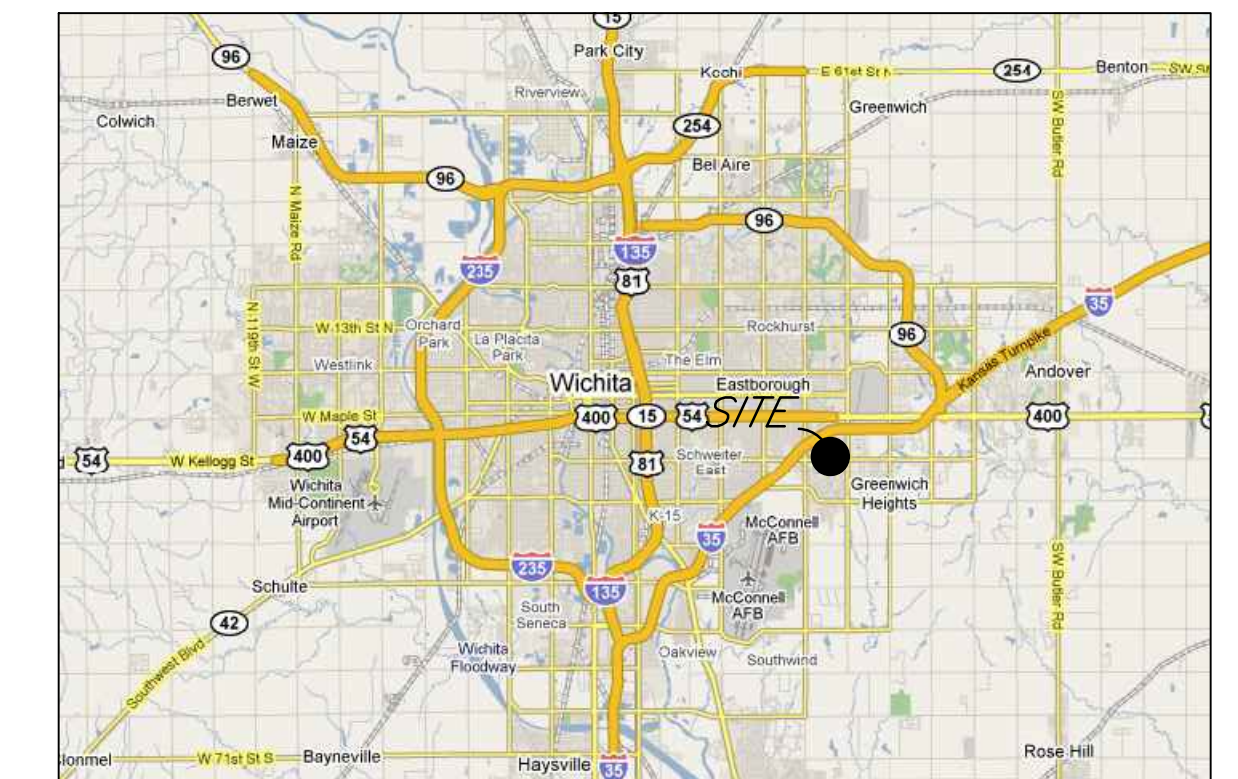 15
Park City
96
Kechi
E 61st St N
254
Benton
Berwet
Riverview
Greenwich
SW Butler Rd
Colwich
254
Maize
Bel Aire
96
N Maize Rd
96
135
235
81
35
N 119th St W
W 13th St N
Orchard
Park
La Placita
Park
Rockhurst
96
Westlink
The Elm
Kansas Turnpike
Andover
Wichita
Eastborough
W Maple St
400
15
54
SITE
400
54
54
W Kellogg St
400
81
Schweiter
East
Wichita
Mid-Continent
Airport
Greenwich
Heights
K-15
35
McConnell
AFB
235
SW Butler Rd
Schulte
135
McConnell
AFB
South
Seneca
42
Wichita
Floodway
Oakview
Southwind
Southwest Blvd
W 71st St S
Bayneville
Haysville
35
Rose Hill